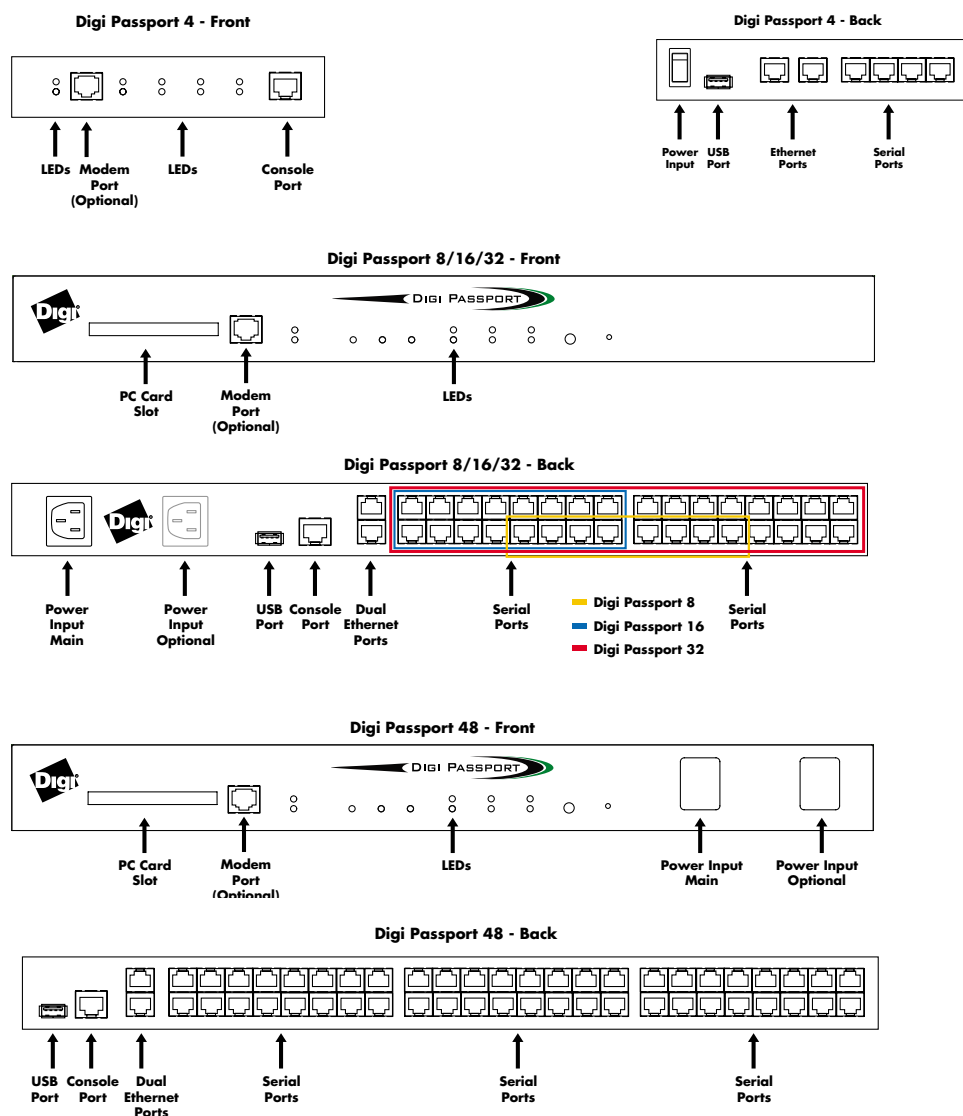 Digi Passport 4 - Front
LEDs
Modem
Port
(Optional)
LEDs
Console
Port
Digi Passport 4 - Back
Power
Input
USB
Port
Ethernet
Ports
Serial
Ports
Digi Passport 8/16/32 - Front
Digi
DIGI PASSPORT
PC Card
Slot
Modem
Port
(Optional)
LEDs
Digi Passport 8/16/32 - Back
Digi
Power
Input
Main
Power
Input
Optional
USB
Port
Console
Port
Dual
Ethernet
Ports
Serial
Ports
Digi Passport 8
Digi Passport 16
Digi Passport 32
Serial
Ports
Digi Passport 48 - Front
Digi
DIGI PASSPORT
PC Card
Slot
Modem
Port
(Optional)
LEDs
Power Input
Main
Power Input
Optional
Digi Passport 48 - Back
USB
Port
Console
Port
Dual
Ethernet
Ports
Serial
Ports
Serial
Ports
Serial
Ports